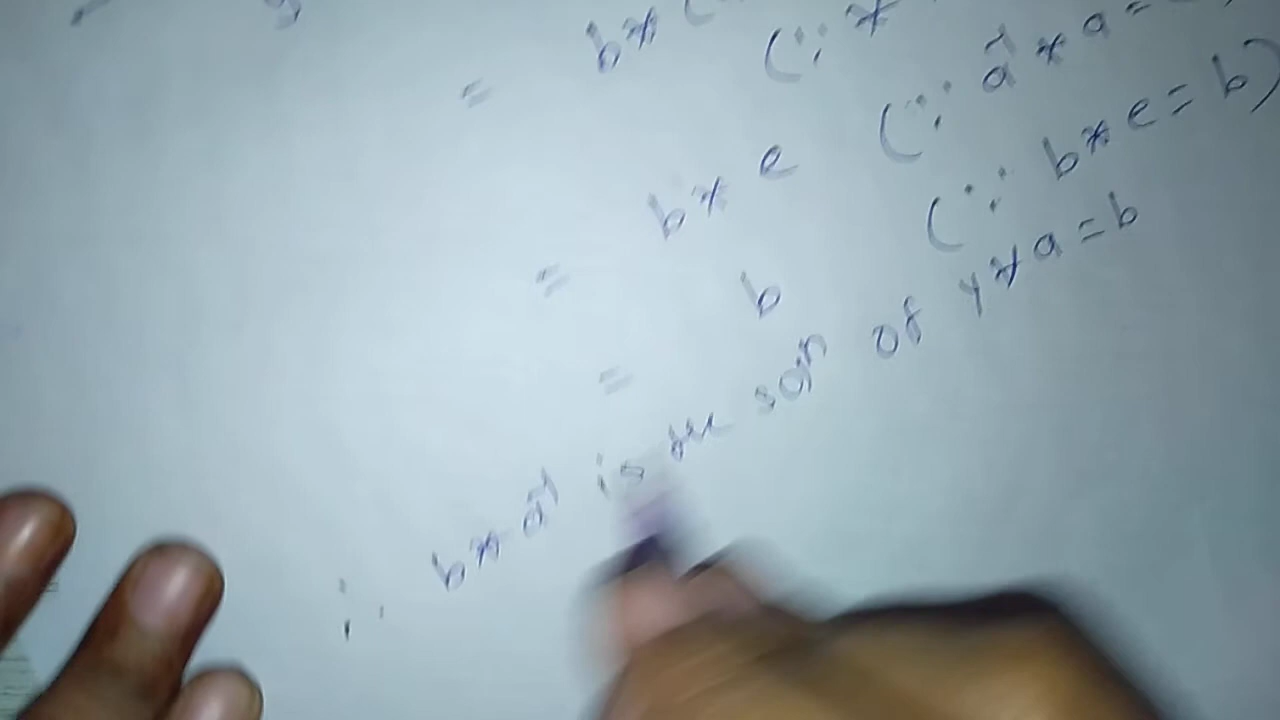 = b* ( (∵ *
= b * e (∵ a⁻¹ * a =
= b (∵ b * e = b)
∴ b * a⁻¹ is the soln of y * a = b